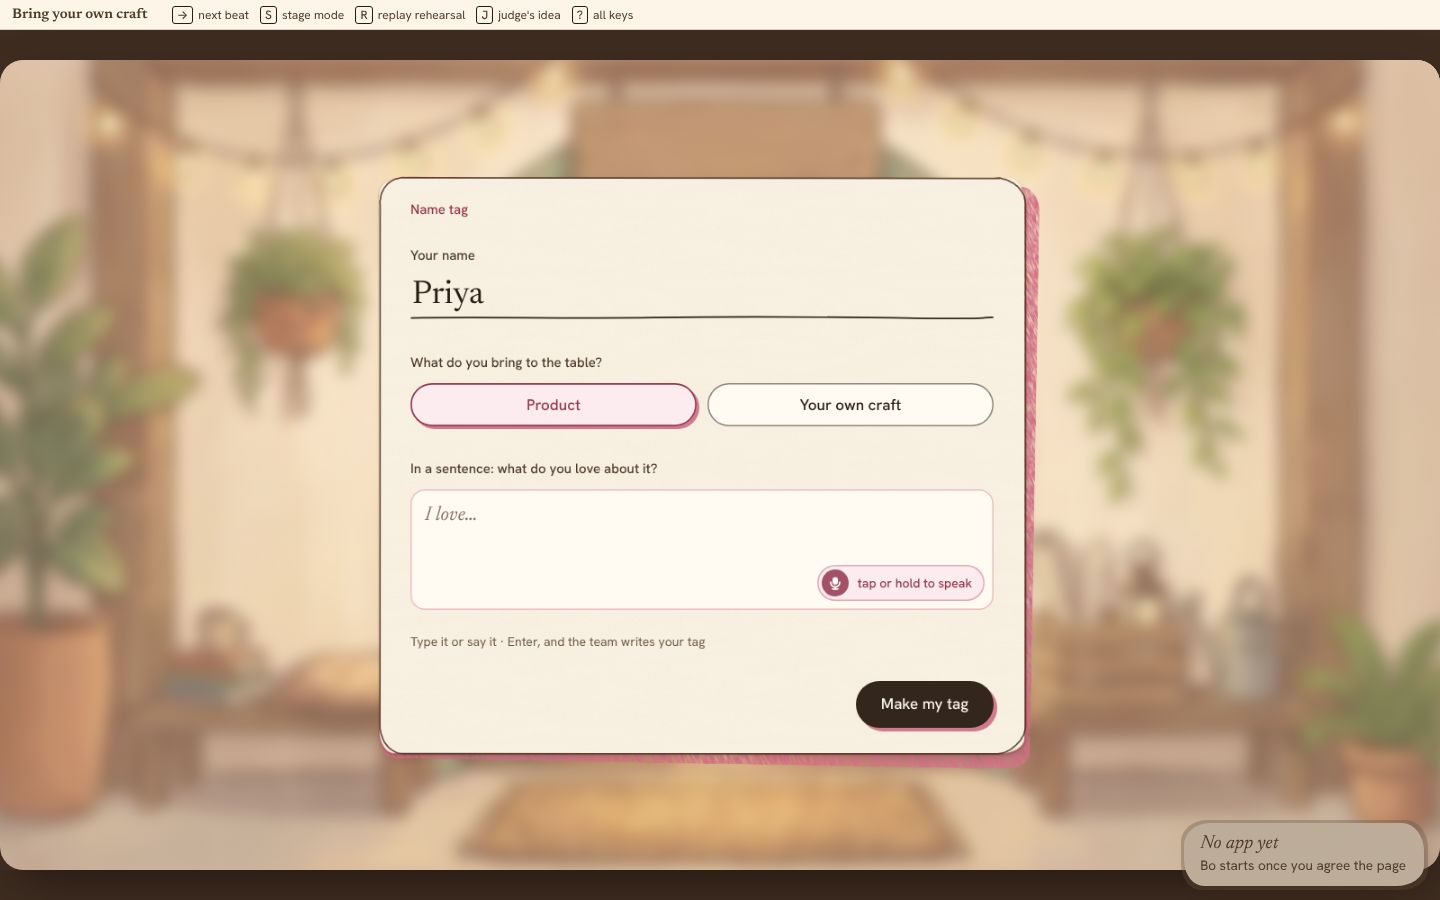 Bring your own craft → next beat S stage mode R replay rehearsal J judge's idea ? all keys
Name tag
Your name
Priya
What do you bring to the table?
Product Your own craft
In a sentence: what do you love about it?
I love...
tap or hold to speak
Type it or say it · Enter, and the team writes your tag
Make my tag
No app yet
Bo starts once you agree the page